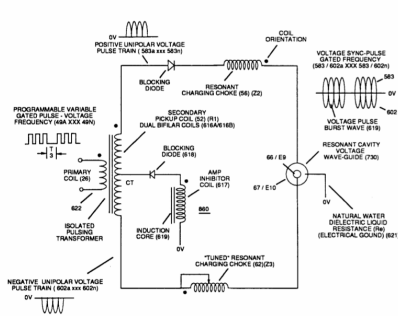 0V
POSITIVE UNIPOLAR VOLTAGE
PULSE TRAIN ( 583a xxx 583n)
COIL
ORIENTATION
BLOCKING
DIODE
RESONANT
CHARGING CHOKE (56) (Z2)
VOLTAGE SYNC-PULSE
GATED FREQUENCY
(583 / 602a XXX 583 / 602n)
583
0V
602
VOLTAGE PULSE
BURST WAVE (619)
PROGRAMMABLE VARIABLE
GATED PULSE - VOLTAGE
FREQUENCY (49A XXX 49N)
T
3
SECONDARY
PICKUP COIL (52) (R1)
DUAL BIFILAR COILS (616A/616B)
BLOCKING
DIODE (618)
PRIMARY
COIL (26)
CT
AMP
INHIBITOR
COIL (617)
66 / E9
RESONANT CAVITY
VOLTAGE
WAVE-GUIDE (730)
67 / E10
622
860
ISOLATED
PULSING
TRANSFORMER
INDUCTION
CORE (619)
0V
0V
NATURAL WATER
DIELECTRIC LIQUID
RESISTANCE (Re)
(ELECTRICAL GOUND) (621
NEGATIVE UNIPOLAR VOLTAGE
PULSE TRAIN ( 602a xxx 602n)
0V
"TUNED" RESONANT
CHARGING CHOKE (62)(Z3)